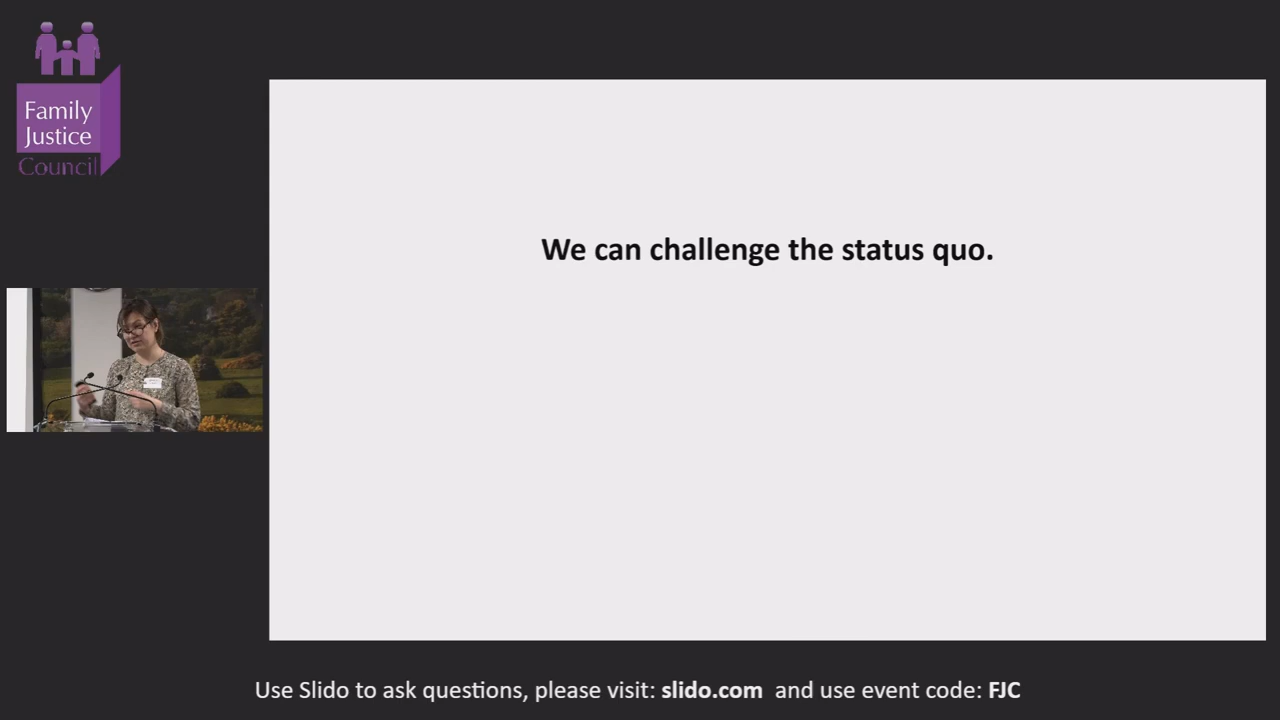 Family
Justice
Council
We can challenge the status quo.
Use Slido to ask questions, please visit: slido.com and use event code: FJC